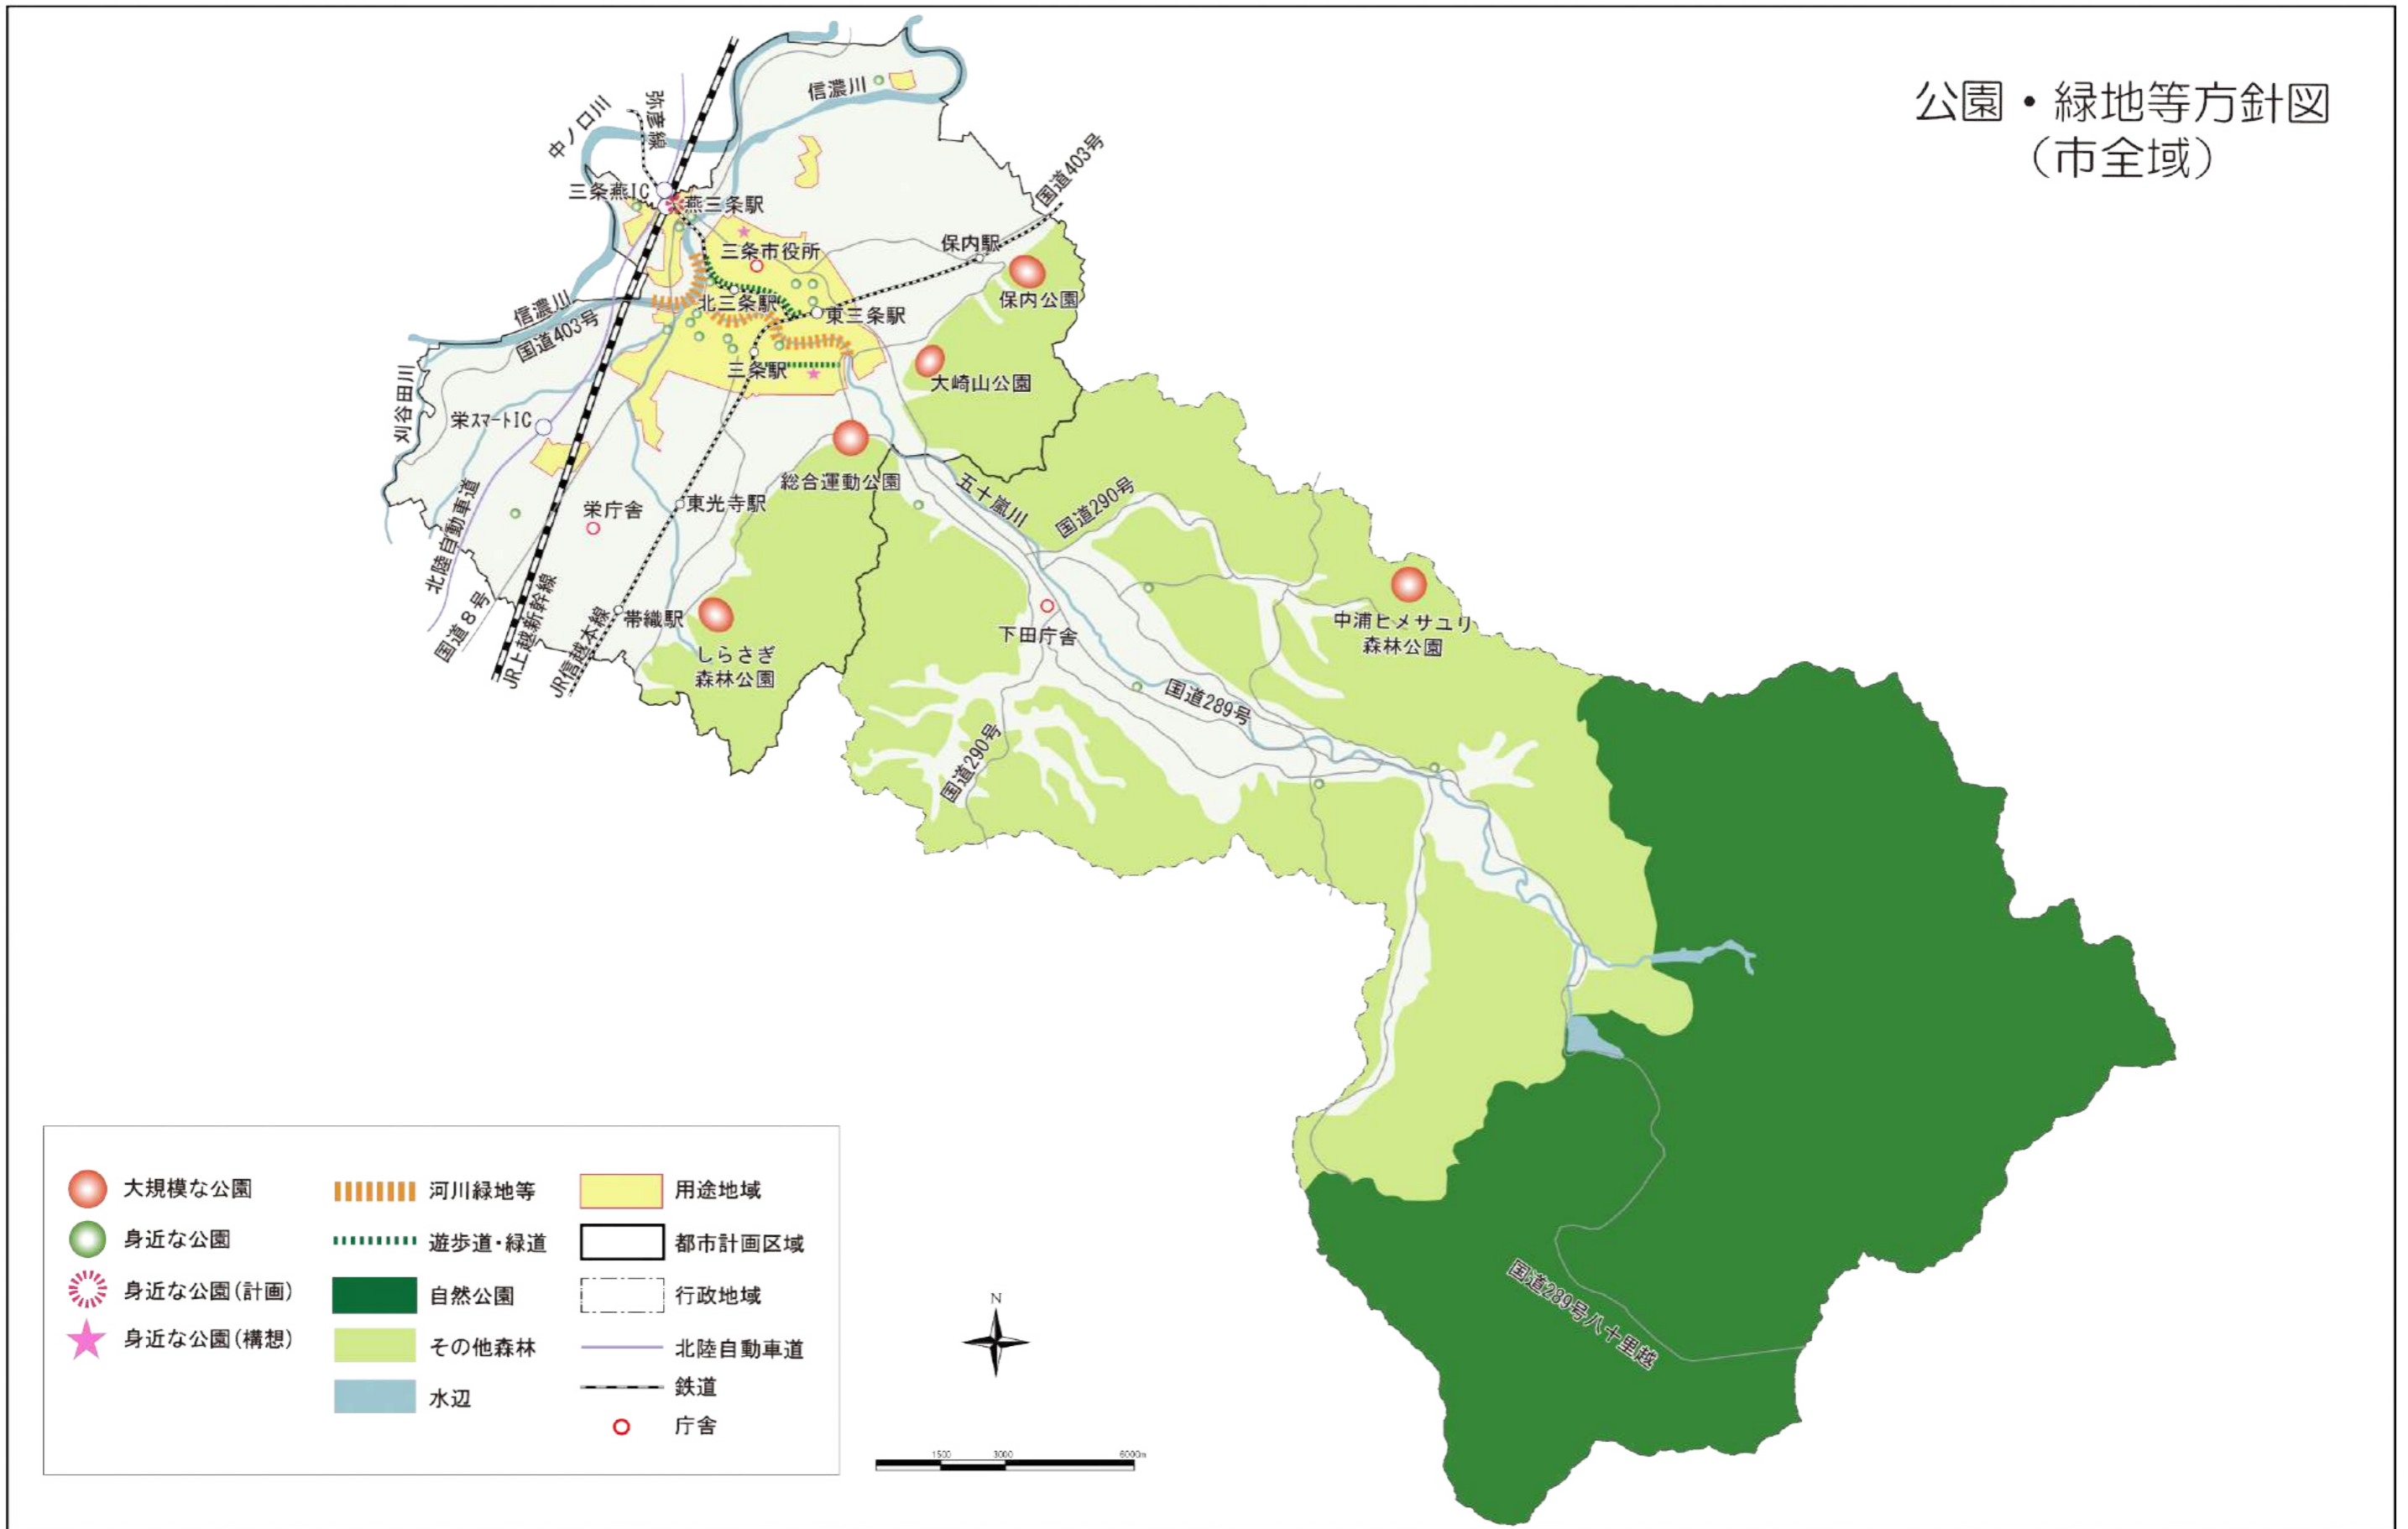 公園・緑地等方針図
（市全域）
信濃川
中ノ口川
弥彦線
国道403号
三条燕IC
燕三条駅
三条市役所
保内駅
保内公園
北三条駅
東三条駅
信濃川
国道403号
三条駅
大崎山公園
刈谷田川
栄スマートIC
総合運動公園
五十嵐川
国道290号
北陸自動車道
栄庁舎
東光寺駅
国道8号
JR上越新幹線
JR信越本線
帯織駅
しらさぎ
森林公園
下田庁舎
中浦ヒメサユリ
森林公園
国道289号
国道290号
国道289号八十里越
大規模な公園
身近な公園
身近な公園(計画)
身近な公園(構想)
河川緑地等
遊歩道・緑道
自然公園
その他森林
水辺
用途地域
都市計画区域
行政地域
北陸自動車道
鉄道
庁舎
N
1500 3000 6000m